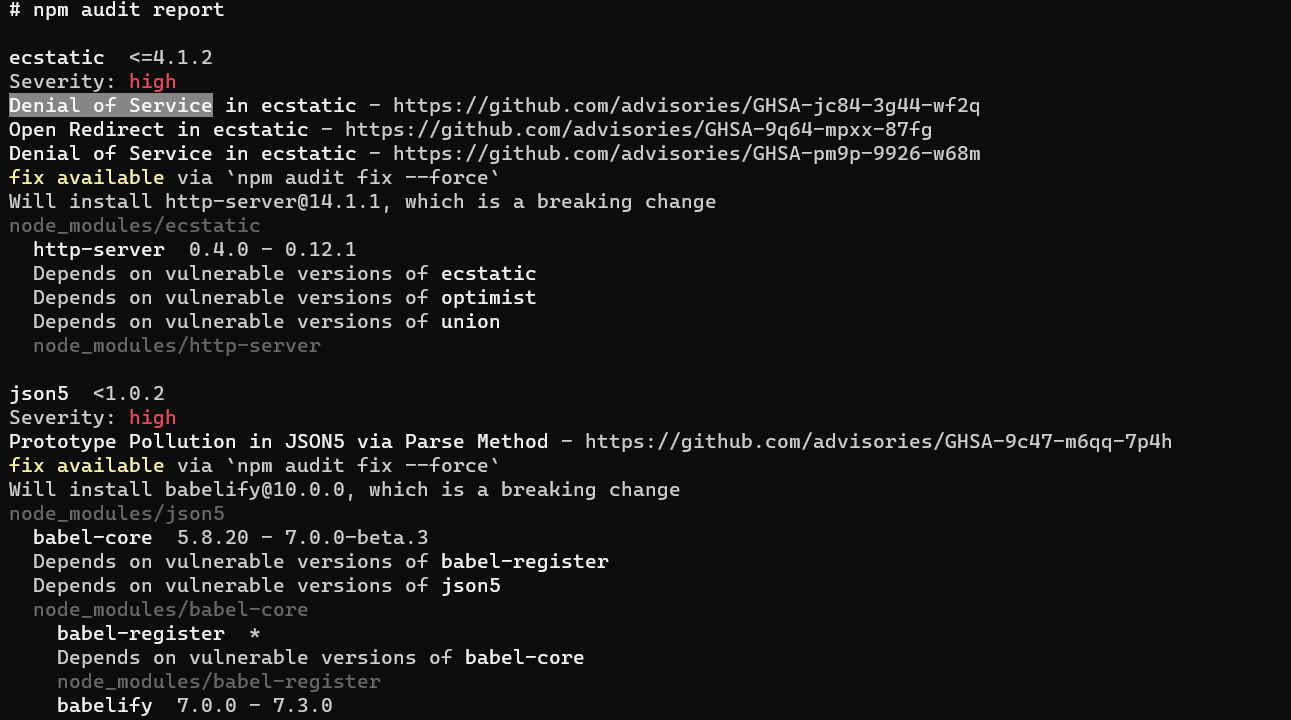 # npm audit report
ecstatic  <=4.1.2
Severity: high
Denial of Service in ecstatic - https://github.com/advisories/GHSA-jc84-3g44-wf2q
Open Redirect in ecstatic - https://github.com/advisories/GHSA-9q64-mpxx-87fg
Denial of Service in ecstatic - https://github.com/advisories/GHSA-pm9p-9926-w68m
fix available via `npm audit fix --force`
Will install http-server@14.1.1, which is a breaking change
node_modules/ecstatic
  http-server  0.4.0 - 0.12.1
  Depends on vulnerable versions of ecstatic
  Depends on vulnerable versions of optimist
  Depends on vulnerable versions of union
  node_modules/http-server
json5  <1.0.2
Severity: high
Prototype Pollution in JSON5 via Parse Method - https://github.com/advisories/GHSA-9c47-m6qq-7p4h
fix available via `npm audit fix --force`
Will install babelify@10.0.0, which is a breaking change
node_modules/json5
  babel-core  5.8.20 - 7.0.0-beta.3
  Depends on vulnerable versions of babel-register
  Depends on vulnerable versions of json5
  node_modules/babel-core
    babel-register  *
    Depends on vulnerable versions of babel-core
    node_modules/babel-register
    babelify  7.0.0 - 7.3.0